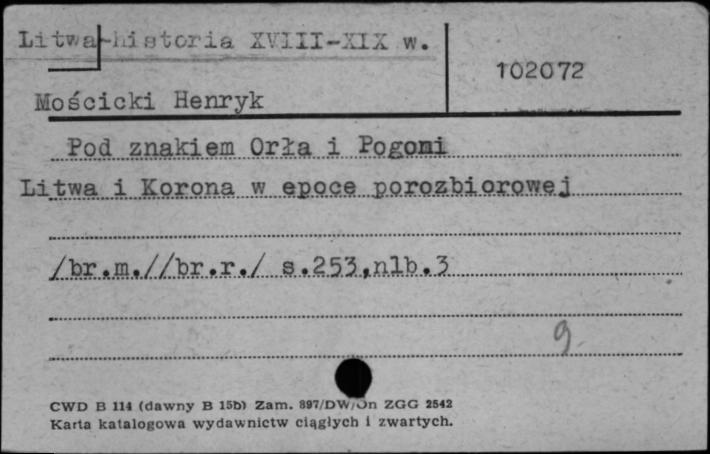 Litwa-historia XVIII-XIX w.
102072
Mościcki Henryk
Pod znakiem Orła i Pogoni
Litwa i Korona w epoce porozbiorowej
/br.m.//br.r./ s.253,nlb.3
9
CWD B 114 (dawny B 15b) Zam. 897/DW/Jn ZGG 2542
Karta katalogowa wydawnictw ciągłych i zwartych.